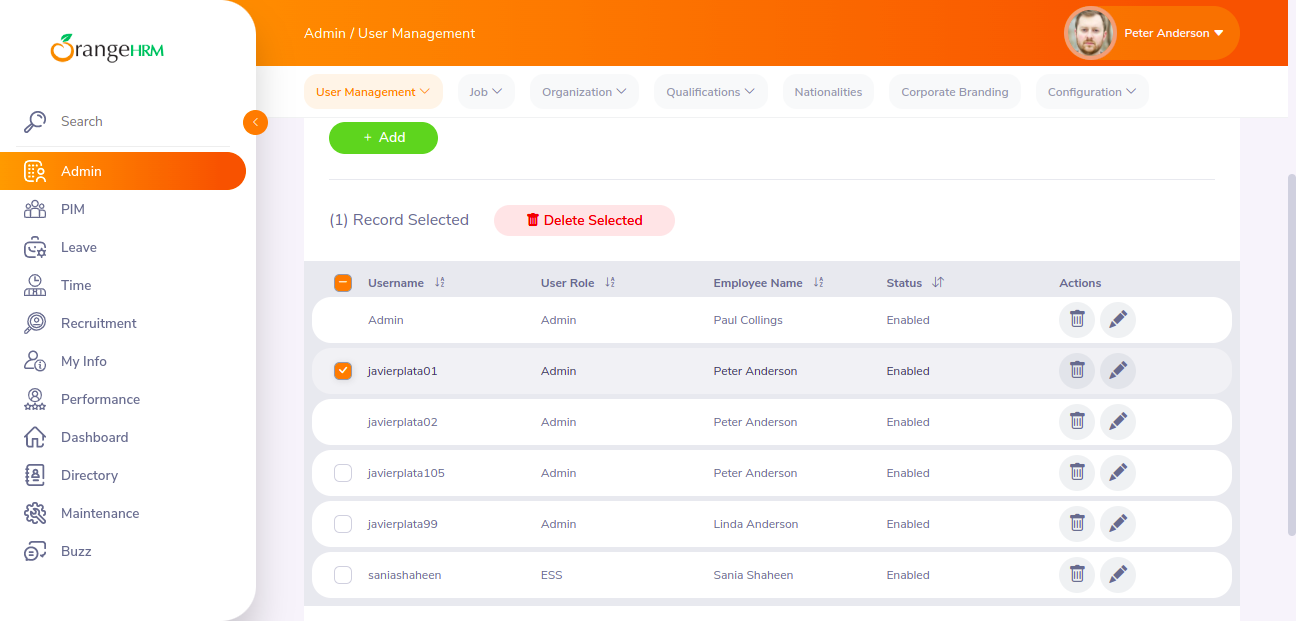 Admin / User Management
Peter Anderson
OrangeHRM
User Management
Job
Organization
Qualifications
Nationalities
Corporate Branding
Configuration
Search
Admin
PIM
Leave
Time
Recruitment
My Info
Performance
Dashboard
Directory
Maintenance
Buzz
+ Add
(1) Record Selected
Delete Selected
Username User Role Employee Name Status Actions
Admin Admin Paul Collings Enabled
javierplata01 Admin Peter Anderson Enabled
javierplata02 Admin Peter Anderson Enabled
javierplata105 Admin Peter Anderson Enabled
javierplata99 Admin Linda Anderson Enabled
saniashaheen ESS Sania Shaheen Enabled